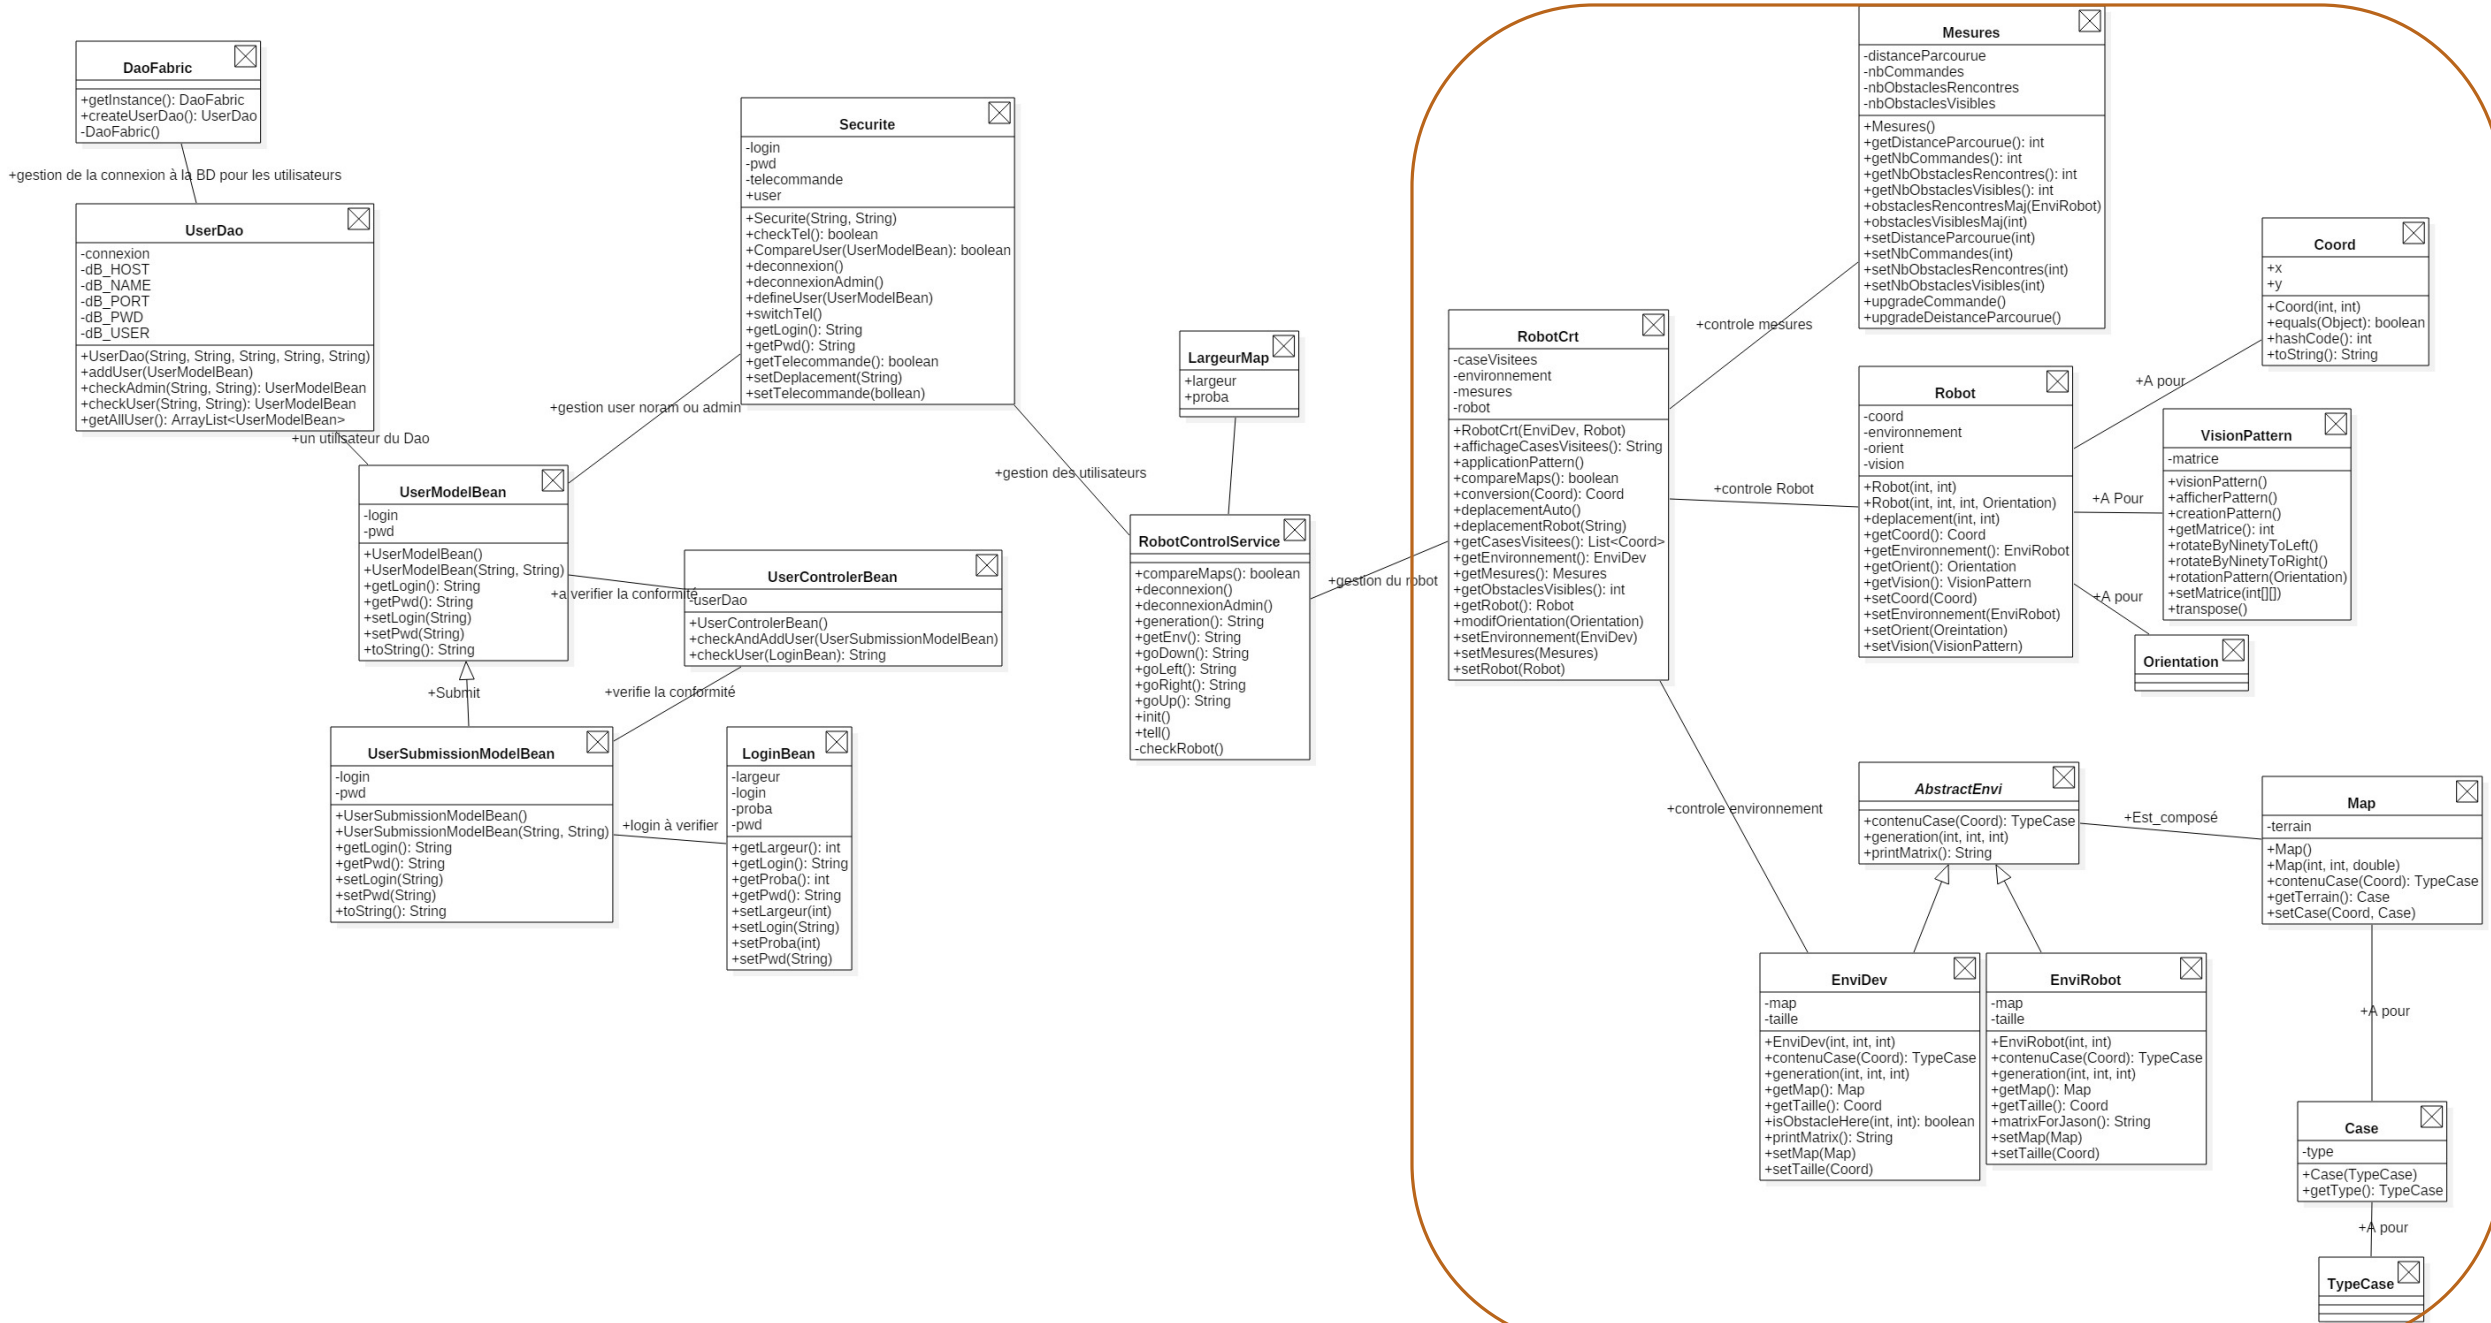 DaoFabric
+getInstance(): DaoFabric
+createUserDao(): UserDao
-DaoFabric()
+gestion de la connexion à la BD pour les utilisateurs
UserDao
-connexion
-dB_HOST
-dB_NAME
-dB_PORT
-dB_PWD
-dB_USER
+UserDao(String, String, String, String, String)
+addUser(UserModelBean)
+checkAdmin(String, String): UserModelBean
+checkUser(String, String): UserModelBean
+getAllUser(): ArrayList<UserModelBean>
+un utilisateur du Dao
UserModelBean
-login
-pwd
+UserModelBean()
+UserModelBean(String, String)
+getLogin(): String
+getPwd(): String
+setLogin(String)
+setPwd(String)
+toString(): String
+Submit
UserSubmissionModelBean
-login
-pwd
+UserSubmissionModelBean()
+UserSubmissionModelBean(String, String)
+getLogin(): String
+getPwd(): String
+setLogin(String)
+setPwd(String)
+toString(): String
+gestion user noram ou admin
Securite
-login
-pwd
-telecommande
+user
+Securite(String, String)
+checkTel(): boolean
+CompareUser(UserModelBean): boolean
+deconnexion()
+deconnexionAdmin()
+defineUser(UserModelBean)
+switchTel()
+getLogin(): String
+getPwd(): String
+getTelecommande(): boolean
+setDeplacement(String)
+setTelecommande(bollean)
+a verifier la conformité
UserControlerBean
-userDao
+UserControlerBean()
+checkAndAddUser(UserSubmissionModelBean)
+checkUser(LoginBean): String
+verifie la conformité
+login à vérifier
LoginBean
-largeur
-login
-proba
-pwd
+getLargeur(): int
+getLogin(): String
+getProba(): int
+getPwd(): String
+setLargeur(int)
+setLogin(String)
+setProba(int)
+setPwd(String)
+gestion des utilisateurs
LargeurMap
+largeur
+proba
RobotControlService
+compareMaps(): boolean
+deconnexion()
+deconnexionAdmin()
+generation(): String
+getEnv(): String
+goDown(): String
+goLeft(): String
+goRight(): String
+goUp(): String
+init()
+tell()
-checkRobot()
+gestion du robot
RobotCrt
-caseVisitees
-environnement
-mesures
-robot
+RobotCrt(EnviDev, Robot)
+affichageCasesVisitees(): String
+applicationPattern()
+compareMaps(): boolean
+conversion(Coord): Coord
+deplacementAuto()
+deplacementRobot(String)
+getCasesVisitees(): List<Coord>
+getEnvironement(): EnviDev
+getMesures(): Mesures
+getObstaclesVisibles(): int
+getRobot(): Robot
+modifOrientation(Orientation)
+setEnvironement(EnviDev)
+setMesures(Mesures)
+setRobot(Robot)
+controle mesures
+controle Robot
+controle environnement
Mesures
-distanceParcourue
-nbCommandes
-nbObstaclesRencontres
-nbObstaclesVisibles
+Mesures()
+getDistanceParcourue(): int
+getNbCommandes(): int
+getNbObstaclesRencontres(): int
+getNbObstaclesVisibles(): int
+obstaclesRencontresMaj(EnviRobot)
+obstaclesVisiblesMaj(int)
+setDistanceParcourue(int)
+setNbCommandes(int)
+setNbObstaclesRencontres(int)
+setNbObstaclesVisibles(int)
+upgradeCommande()
+upgradeDeistanceParcourue()
Robot
-coord
-environnement
-orient
-vision
+Robot(int, int)
+Robot(int, int, int, Orientation)
+deplacement(int, int)
+getCoord(): Coord
+getEnvironement(): EnviRobot
+getOrient(): Orientation
+getVision(): VisionPattern
+setCoord(Coord)
+setEnvironement(EnviRobot)
+setOrient(Oreintation)
+setVision(VisionPattern)
+A pour
+A Pour
+A pour
Coord
+x
+y
+Coord(int, int)
+equals(Object): boolean
+hashCode(): int
+toString(): String
VisionPattern
-matrice
+visionPattern()
+afficherPattern()
+creationPattern()
+getMatrice(): int
+rotateByNinetyToLeft()
+rotateByNinetyToRight()
+rotationPattern(Orientation)
+setMatrice(int[][])
+transpose()
Orientation
AbstractEnvi
+contenuCase(Coord): TypeCase
+generation(int, int, int)
+printMatrix(): String
+Est_composé
Map
-terrain
+Map()
+Map(int, int, double)
+contenuCase(Coord): TypeCase
+getTerrain(): Case
+setCase(Coord, Case)
EnviDev
-map
-taille
+EnviDev(int, int, int)
+contenuCase(Coord): TypeCase
+generation(int, int, int)
+getMap(): Map
+getTaille(): Coord
+isObstacleHere(int, int): boolean
+printMatrix(): String
+setMap(Map)
+setTaille(Coord)
EnviRobot
-map
-taille
+EnviRobot(int, int)
+contenuCase(Coord): TypeCase
+generation(int, int, int)
+getMap(): Map
+getTaille(): Coord
+matrixForJason(): String
+setMap(Map)
+setTaille(Coord)
+A pour
Case
-type
+Case(TypeCase)
+getType(): TypeCase
+A pour
TypeCase